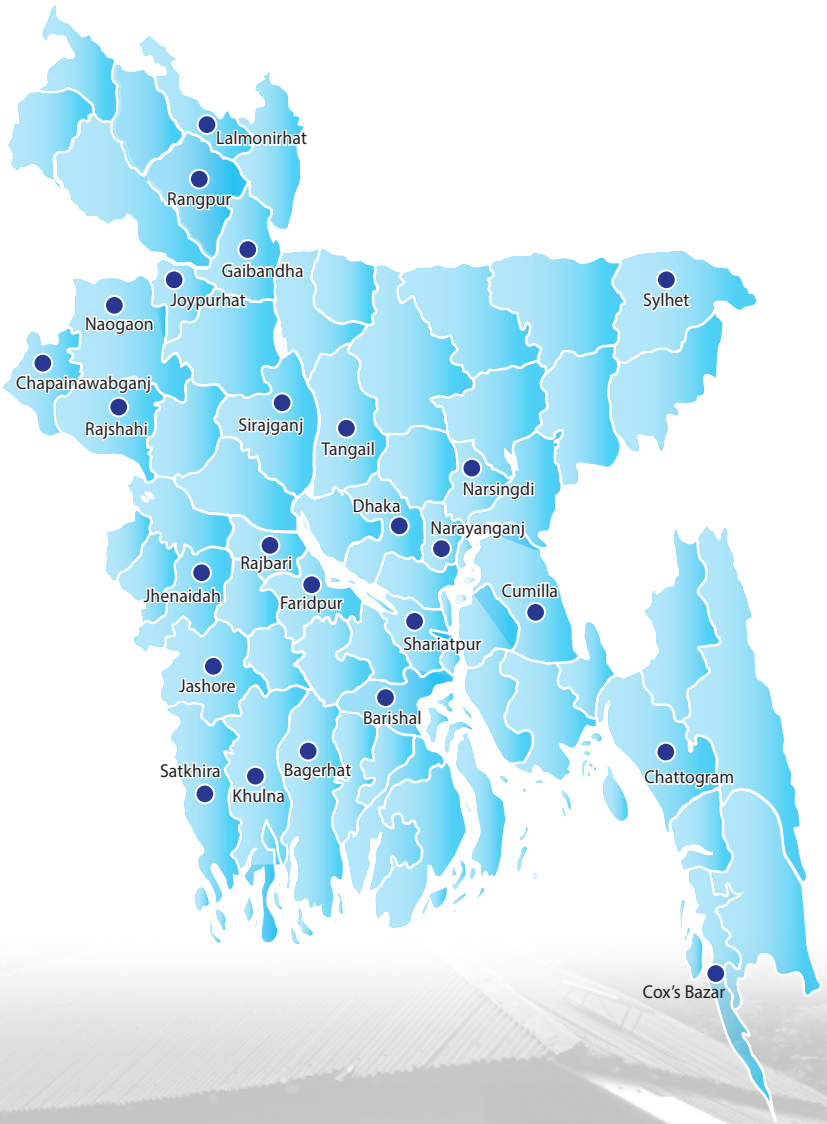 Lalmonirhat
Rangpur
Gaibandha
Joypurhat
Sylhet
Naogaon
Chapainawabganj
Rajshahi
Sirajganj
Tangail
Narsingdi
Dhaka
Narayanganj
Rajbari
Jhenaidah
Faridpur
Cumilla
Shariatpur
Jashore
Barishal
Satkhira
Bagerhat
Khulna
Chattogram
Cox's Bazar